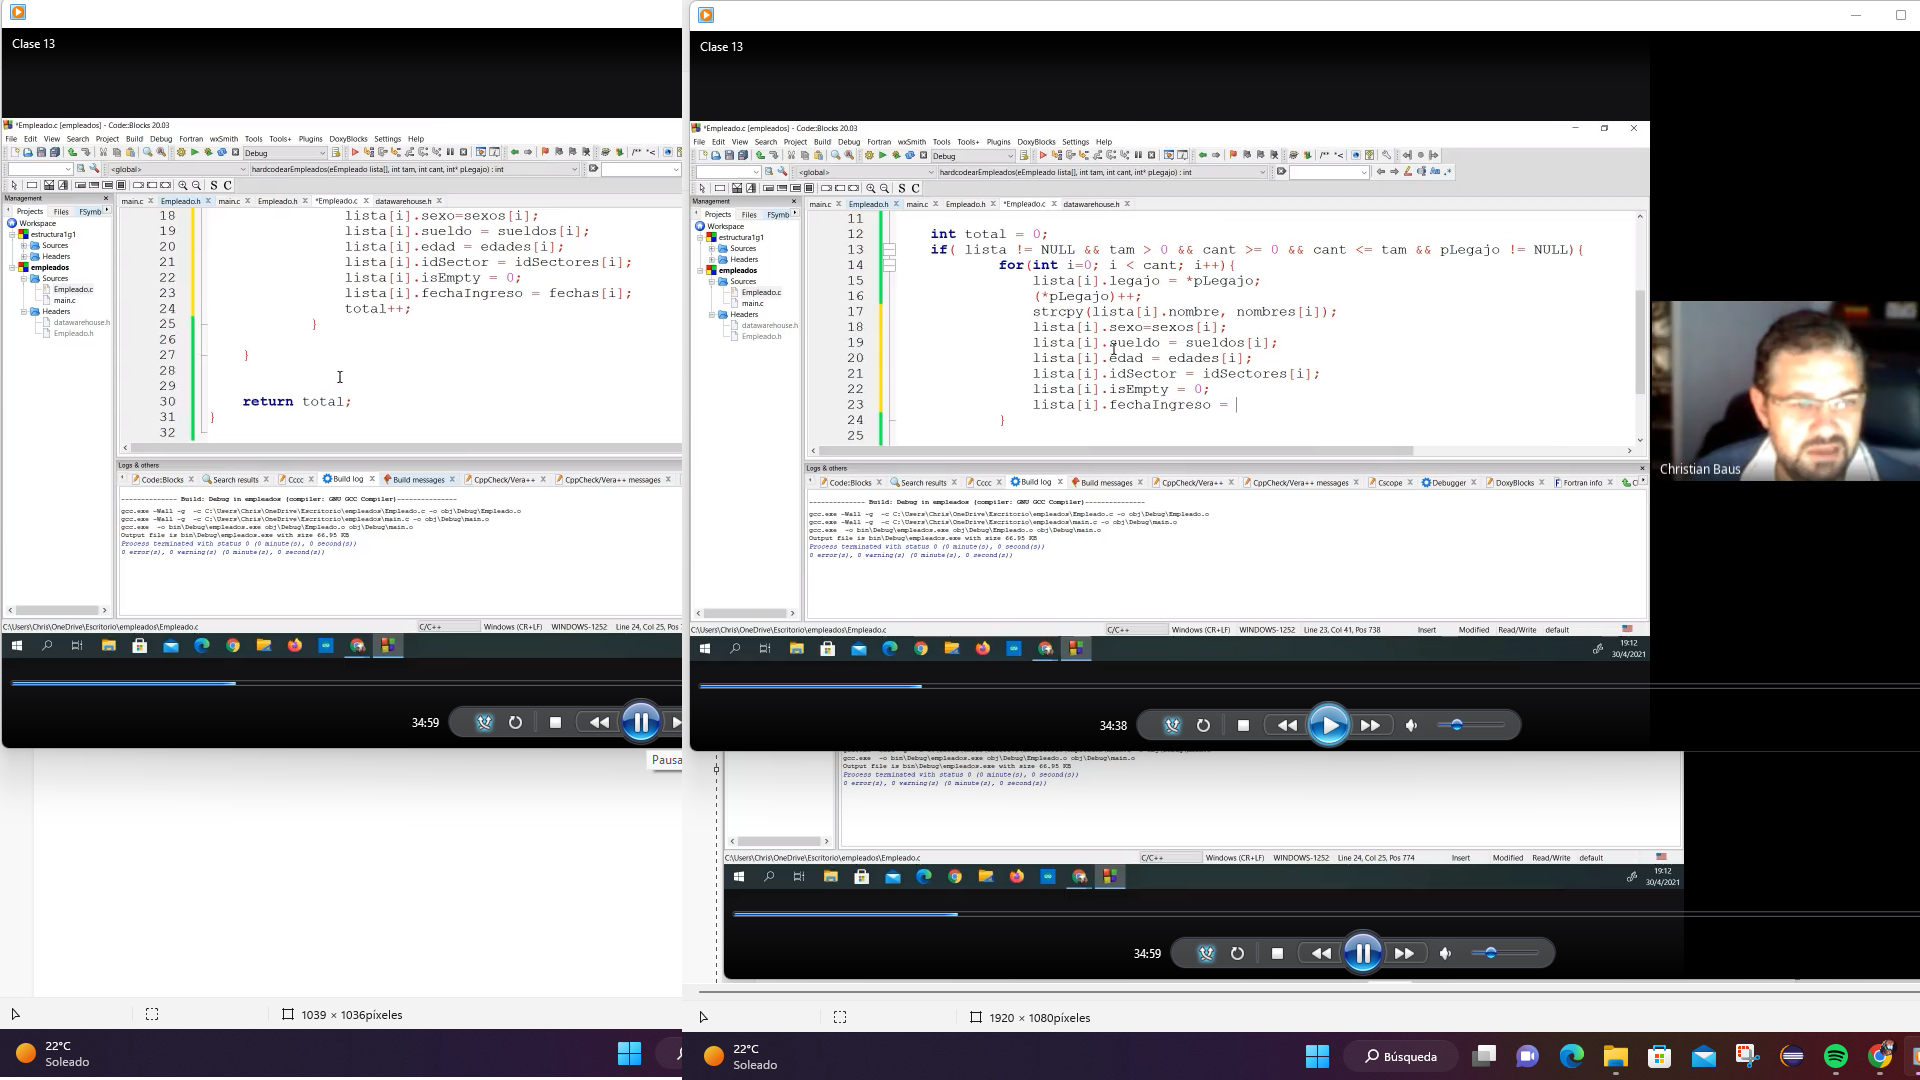 Clase 13
*Empleado.c [empleados] - Code::Blocks 20.03
File Edit View Search Project Build Debug Fortran wxSmith Tools Tools+ Plugins DoxyBlocks Settings Help
Debug
<global>
hardcodearEmpleados(eEmpleado lista[], int tam, int cant, int* pLegajo) : int
S C
Management
main.c Empleado.h main.c Empleado.h *Empleado.c datawarehouse.h
Projects Files FSymb
Workspace
estructura1g1
Sources
Headers
empleados
Sources
Empleado.c
main.c
Headers
datawarehouse.h
Empleado.h
18 lista[i].sexo=sexos[i];
19 lista[i].sueldo = sueldos[i];
20 lista[i].edad = edades[i];
21 lista[i].idSector = idSectores[i];
22 lista[i].isEmpty = 0;
23 lista[i].fechaIngreso = fechas[i];
24 total++;
25 }
26
27 }
28
29
30 return total;
31 }
32
Logs & others
Code::Blocks Search results Cccc Build log Build messages CppCheck/Vera++ CppCheck/Vera++ messages
-------------- Build: Debug in empleados (compiler: GNU GCC Compiler)---------------
gcc.exe -Wall -g -c C:\Users\Chris\OneDrive\Escritorio\empleados\Empleado.c -o obj\Debug\Empleado.o
gcc.exe -Wall -g -c C:\Users\Chris\OneDrive\Escritorio\empleados\main.c -o obj\Debug\main.o
gcc.exe -o bin\Debug\empleados.exe obj\Debug\Empleado.o obj\Debug\main.o
Output file is bin\Debug\empleados.exe with size 66.95 KB
Process terminated with status 0 (0 minute(s), 0 second(s))
0 error(s), 0 warning(s) (0 minute(s), 0 second(s))
C:\Users\Chris\OneDrive\Escritorio\empleados\Empleado.c C/C++ Windows (CR+LF) WINDOWS-1252 Line 24, Col 25, Pos 7
34:59
Pausa
1039 × 1036píxeles
22°C
Soleado
Clase 13
*Empleado.c [empleados] - Code::Blocks 20.03
File Edit View Search Project Build Debug Fortran wxSmith Tools Tools+ Plugins DoxyBlocks Settings Help
Debug
<global>
hardcodearEmpleados(eEmpleado lista[], int tam, int cant, int* pLegajo) : int
S C
Management
main.c Empleado.h main.c Empleado.h *Empleado.c datawarehouse.h
Projects Files FSymb
Workspace
estructura1g1
Sources
Headers
empleados
Sources
Empleado.c
main.c
Headers
datawarehouse.h
Empleado.h
11
12 int total = 0;
13 if( lista != NULL && tam > 0 && cant >= 0 && cant <= tam && pLegajo != NULL){
14 for(int i=0; i < cant; i++){
15 lista[i].legajo = *pLegajo;
16 (*pLegajo)++;
17 strcpy(lista[i].nombre, nombres[i]);
18 lista[i].sexo=sexos[i];
19 lista[i].sueldo = sueldos[i];
20 lista[i].edad = edades[i];
21 lista[i].idSector = idSectores[i];
22 lista[i].isEmpty = 0;
23 lista[i].fechaIngreso =
24 }
25
Christian Baus
Logs & others
Code::Blocks Search results Cccc Build log Build messages CppCheck/Vera++ CppCheck/Vera++ messages Cscope Debugger DoxyBlocks Fortran info
-------------- Build: Debug in empleados (compiler: GNU GCC Compiler)---------------
gcc.exe -Wall -g -c C:\Users\Chris\OneDrive\Escritorio\empleados\Empleado.c -o obj\Debug\Empleado.o
gcc.exe -Wall -g -c C:\Users\Chris\OneDrive\Escritorio\empleados\main.c -o obj\Debug\main.o
gcc.exe -o bin\Debug\empleados.exe obj\Debug\Empleado.o obj\Debug\main.o
Output file is bin\Debug\empleados.exe with size 66.95 KB
Process terminated with status 0 (0 minute(s), 0 second(s))
0 error(s), 0 warning(s) (0 minute(s), 0 second(s))
C:\Users\Chris\OneDrive\Escritorio\empleados\Empleado.c C/C++ Windows (CR+LF) WINDOWS-1252 Line 23, Col 41, Pos 738 Insert Modified Read/Write default
19:12
30/4/2021
34:38
gcc.exe -o bin\Debug\empleados.exe obj\Debug\Empleado.o obj\Debug\main.o
Output file is bin\Debug\empleados.exe with size 66.95 KB
Process terminated with status 0 (0 minute(s), 0 second(s))
0 error(s), 0 warning(s) (0 minute(s), 0 second(s))
C:\Users\Chris\OneDrive\Escritorio\empleados\Empleado.c C/C++ Windows (CR+LF) WINDOWS-1252 Line 24, Col 25, Pos 774 Insert Modified Read/Write default
19:12
30/4/2021
34:59
1920 × 1080píxeles
22°C
Soleado
Búsqueda